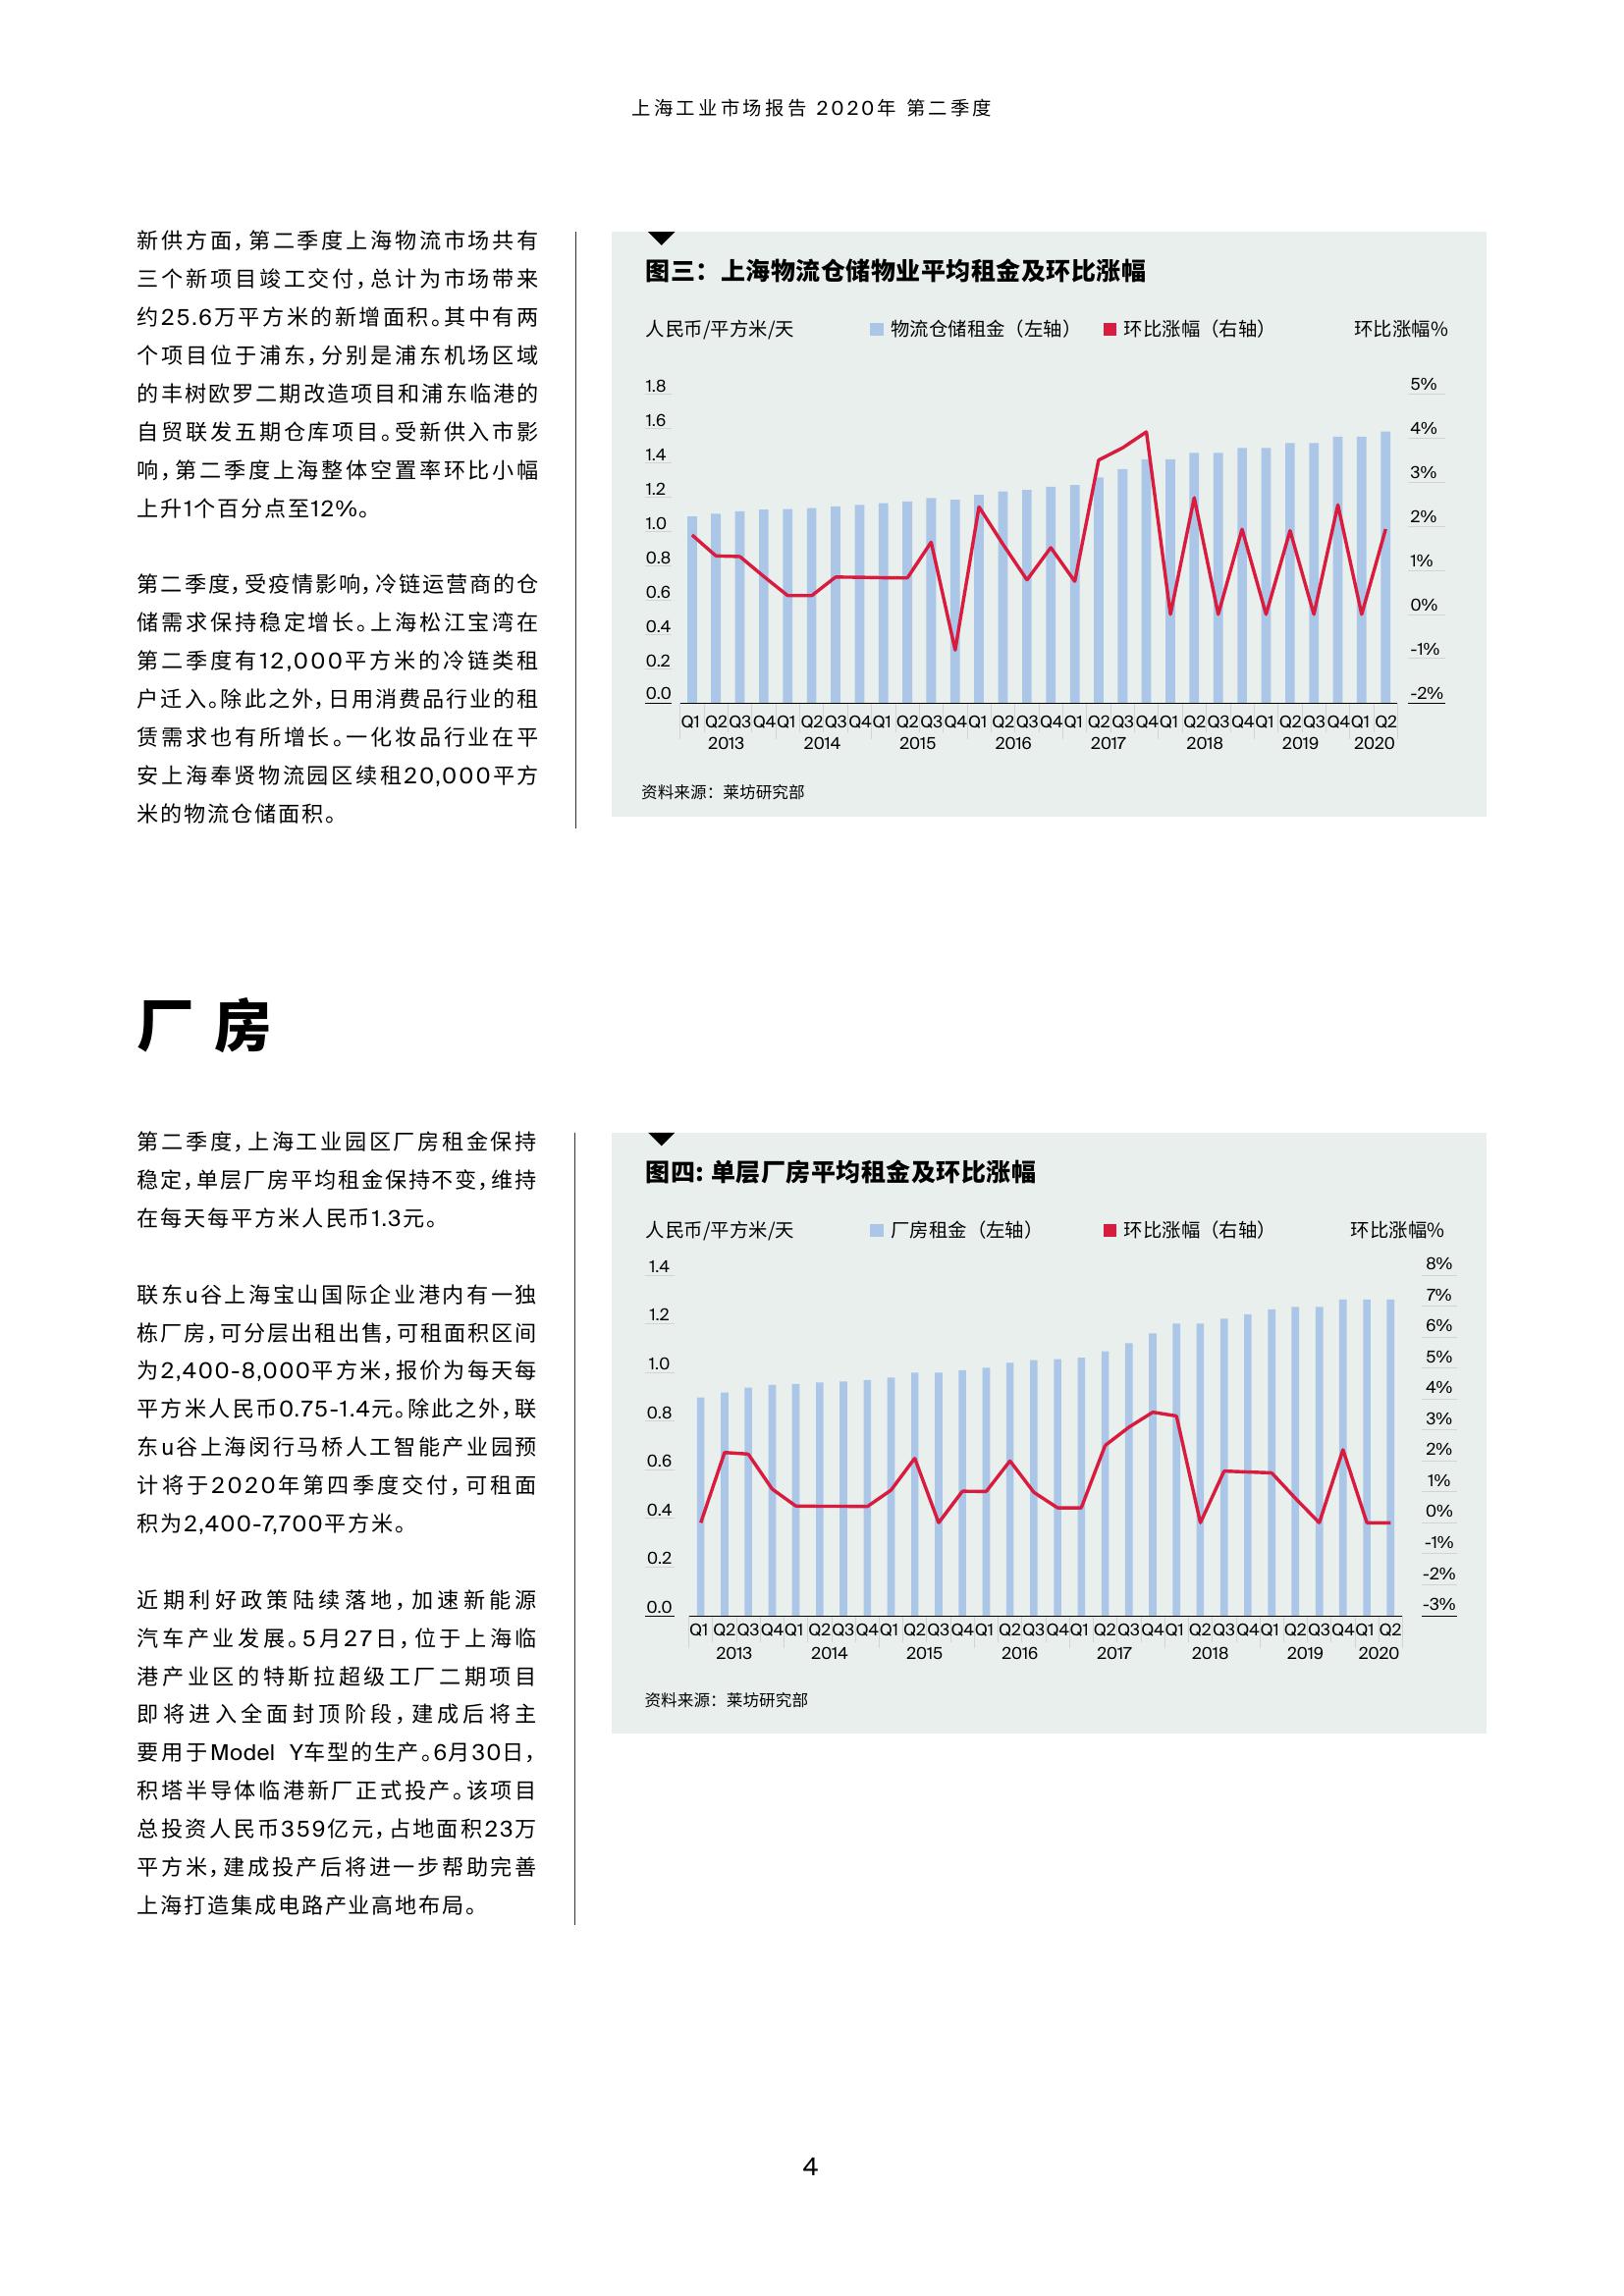 上海工业市场报告 2020年 第二季度
新供方面，第二季度上海物流市场共有
三个新项目竣工交付，总计为市场带来
约25.6万平方米的新增面积。其中有两
个项目位于浦东，分别是浦东机场区域
的丰树欧罗二期改造项目和浦东临港的
自贸联发五期仓库项目。受新供入市影
响，第二季度上海整体空置率环比小幅
上升1个百分点至12%。
第二季度，受疫情影响，冷链运营商的仓
储需求保持稳定增长。上海松江宝湾在
第二季度有12,000平方米的冷链类租
户迁入。除此之外，日用消费品行业的租
赁需求也有所增长。一化妆品行业在平
安上海奉贤物流园区续租20,000平方
米的物流仓储面积。
图三：上海物流仓储物业平均租金及环比涨幅
人民币/平方米/天 物流仓储租金（左轴） 环比涨幅（右轴） 环比涨幅%
1.8 5%
1.6 4%
1.4 3%
1.2 2%
1.0 1%
0.8 0%
0.6 -1%
0.4 -2%
0.2
0.0
Q1 Q2 Q3 Q4 Q1 Q2 Q3 Q4 Q1 Q2 Q3 Q4 Q1 Q2 Q3 Q4 Q1 Q2 Q3 Q4 Q1 Q2 Q3 Q4 Q1 Q2 Q3 Q4 Q1 Q2
2013 2014 2015 2016 2017 2018 2019 2020
资料来源：莱坊研究部
厂房
第二季度，上海工业园区厂房租金保持
稳定，单层厂房平均租金保持不变，维持
在每天每平方米人民币1.3元。
联东u谷上海宝山国际企业港内有一独
栋厂房，可分层出租出售，可租面积区间
为2,400-8,000平方米，报价为每天每
平方米人民币0.75-1.4元。除此之外，联
东u谷上海闵行马桥人工智能产业园预
计将于2020年第四季度交付，可租面
积为2,400-7,700平方米。
近期利好政策陆续落地，加速新能源
汽车产业发展。5月27日，位于上海临
港产业区的特斯拉超级工厂二期项目
即将进入全面封顶阶段，建成后将主
要用于Model Y车型的生产。6月30日，
积塔半导体临港新厂正式投产。该项目
总投资人民币359亿元，占地面积23万
平方米，建成投产后将进一步帮助完善
上海打造集成电路产业高地布局。
图四: 单层厂房平均租金及环比涨幅
人民币/平方米/天 厂房租金（左轴） 环比涨幅（右轴） 环比涨幅%
1.4 8%
1.2 7%
1.0 6%
0.8 5%
0.6 4%
0.4 3%
0.2 2%
0.0 1%
0%
-1%
-2%
-3%
Q1 Q2 Q3 Q4 Q1 Q2 Q3 Q4 Q1 Q2 Q3 Q4 Q1 Q2 Q3 Q4 Q1 Q2 Q3 Q4 Q1 Q2 Q3 Q4 Q1 Q2 Q3 Q4 Q1 Q2
2013 2014 2015 2016 2017 2018 2019 2020
资料来源：莱坊研究部
4